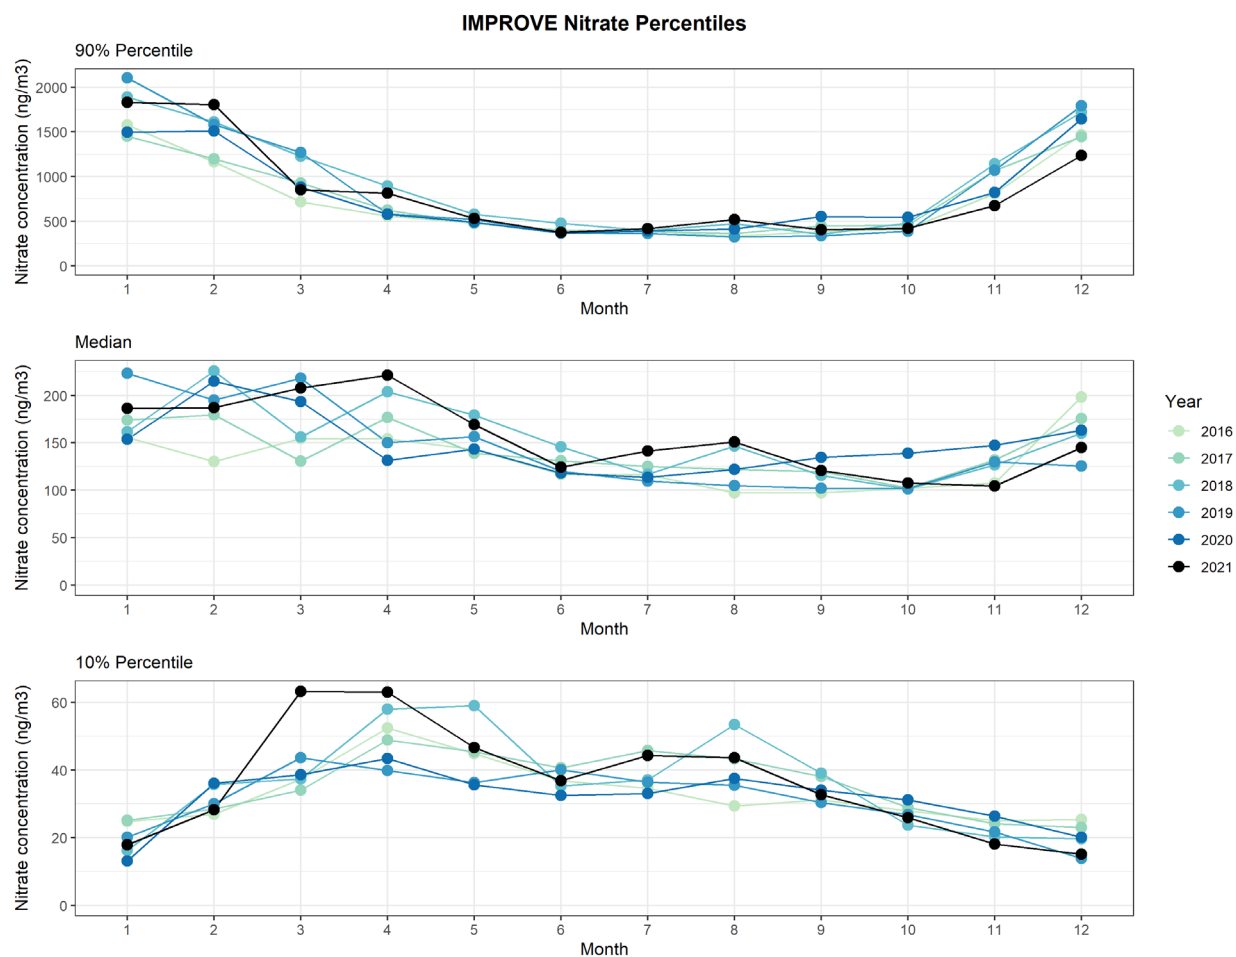 IMPROVE Nitrate Percentiles
90% Percentile
Nitrate concentration (ng/m3)
2000
1500
1000
500
0
1 2 3 4 5 6 7 8 9 10 11 12
Month
Median
Nitrate concentration (ng/m3)
200
150
100
50
0
1 2 3 4 5 6 7 8 9 10 11 12
Month
10% Percentile
Nitrate concentration (ng/m3)
60
40
20
0
1 2 3 4 5 6 7 8 9 10 11 12
Month
Year
2016
2017
2018
2019
2020
2021